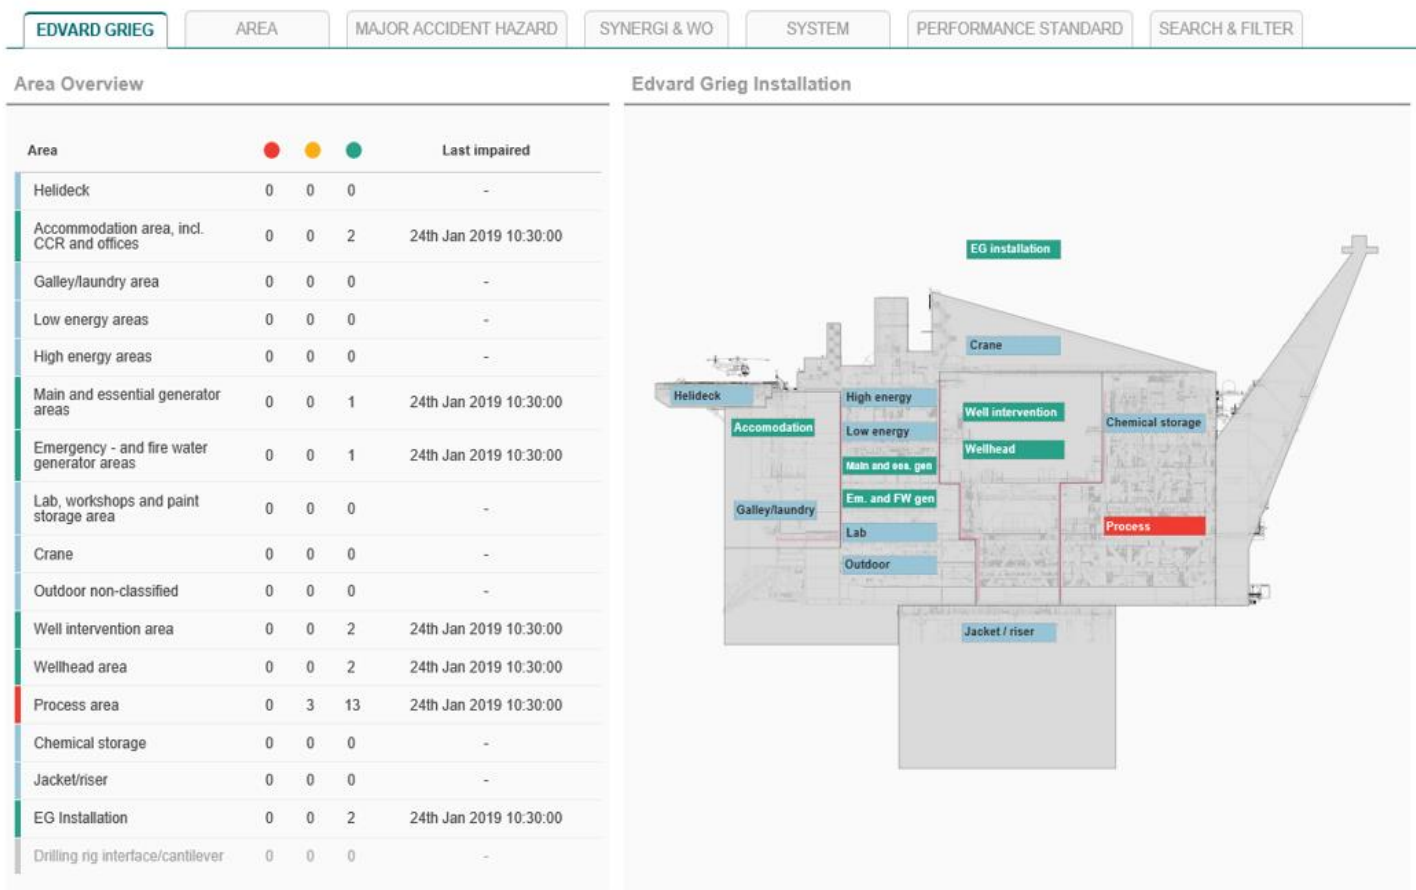 EDVARD GRIEG AREA MAJOR ACCIDENT HAZARD SYNERGI & WO SYSTEM PERFORMANCE STANDARD SEARCH & FILTER
Area Overview
Area Last impaired
Helideck 0 0 0 -
Accommodation area, incl.
CCR and offices 0 0 2 24th Jan 2019 10:30:00
Galley/laundry area 0 0 0 -
Low energy areas 0 0 0 -
High energy areas 0 0 0 -
Main and essential generator
areas 0 0 1 24th Jan 2019 10:30:00
Emergency - and fire water
generator areas 0 0 1 24th Jan 2019 10:30:00
Lab, workshops and paint
storage area 0 0 0 -
Crane 0 0 0 -
Outdoor non-classified 0 0 0 -
Well intervention area 0 0 2 24th Jan 2019 10:30:00
Wellhead area 0 0 2 24th Jan 2019 10:30:00
Process area 0 3 13 24th Jan 2019 10:30:00
Chemical storage 0 0 0 -
Jacket/riser 0 0 0 -
EG Installation 0 0 2 24th Jan 2019 10:30:00
Drilling rig interface/cantilever 0 0 0 -
Edvard Grieg Installation
EG installation
Crane
Helideck
High energy
Well intervention
Chemical storage
Accomodation
Low energy
Wellhead
Main and ess. gen
Em. and FW gen
Galley/laundry
Process
Lab
Outdoor
Jacket / riser